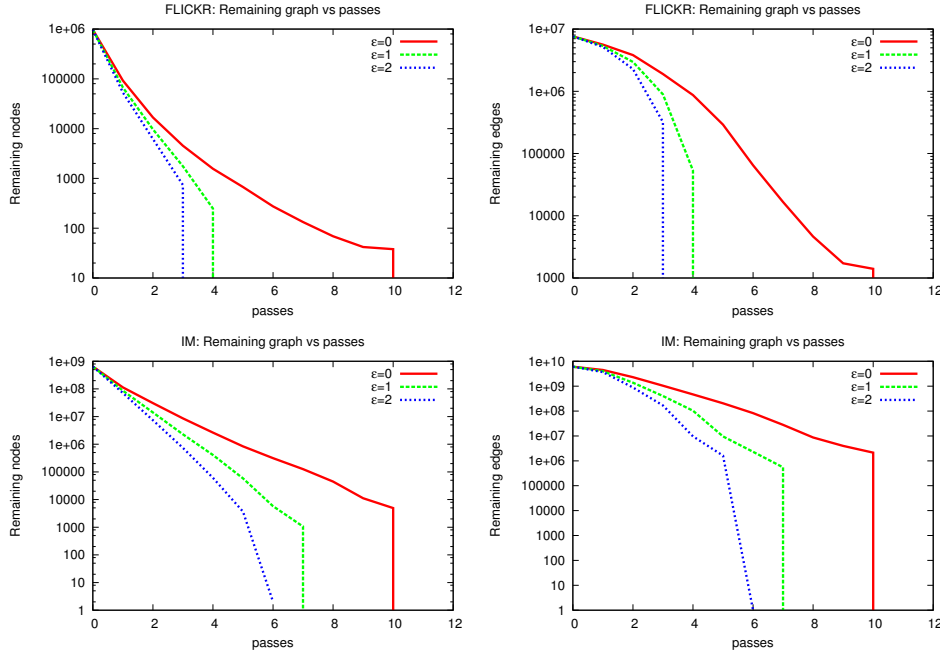 FLICKR: Remaining graph vs passes
1e+06
100000
10000
1000
100
10
Remaining nodes
0 2 4 6 8 10 12
passes
ε=0
ε=1
ε=2
FLICKR: Remaining graph vs passes
1e+07
1e+06
100000
10000
1000
Remaining edges
0 2 4 6 8 10 12
passes
ε=0
ε=1
ε=2
IM: Remaining graph vs passes
1e+09
1e+08
1e+07
1e+06
100000
10000
1000
100
10
1
Remaining nodes
0 2 4 6 8 10 12
passes
ε=0
ε=1
ε=2
IM: Remaining graph vs passes
1e+10
1e+09
1e+08
1e+07
1e+06
100000
10000
1000
100
10
1
Remaining edges
0 2 4 6 8 10 12
passes
ε=0
ε=1
ε=2